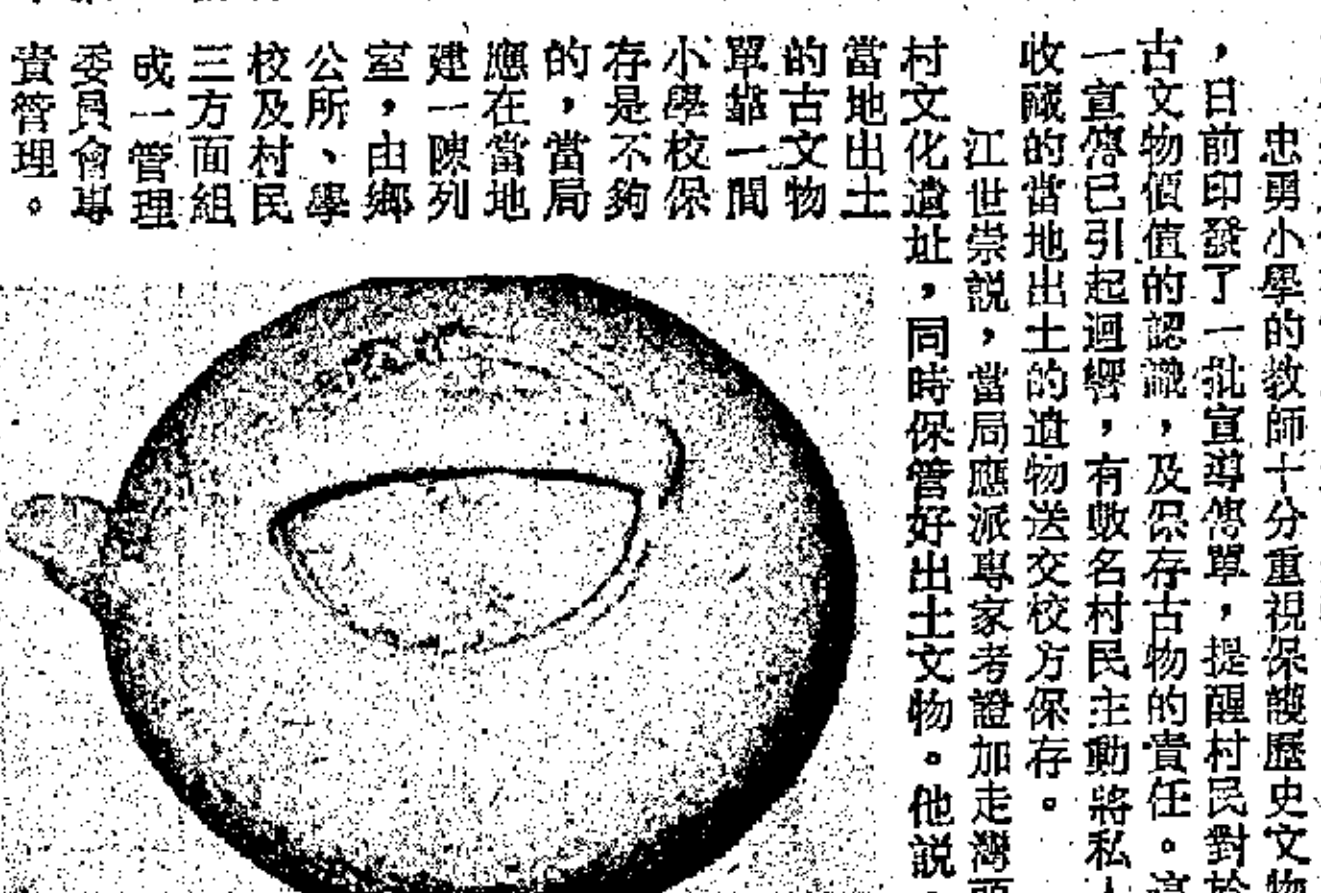 忠勇小學的教師十分重視保護歷史文物
，日前印發了一批宣導傳單，提醒村民對於
古文物價值的認識，及保存古物的責任。這
一宣傳已引起迴響，有數名村民主動將私人
收藏的當地出土的遺物送交校方保存。
江世崇説，當局應派專家考證加走灣頭
村文化遺址，同時保管好出土文物。他説，
當地出土
的古文物
單靠一間
小學校保
存是不夠
的，當局
應在當地
建一陳列
室，由鄉
公所、學
校及村民
三方面組
成一管理
委員會專
責管理。